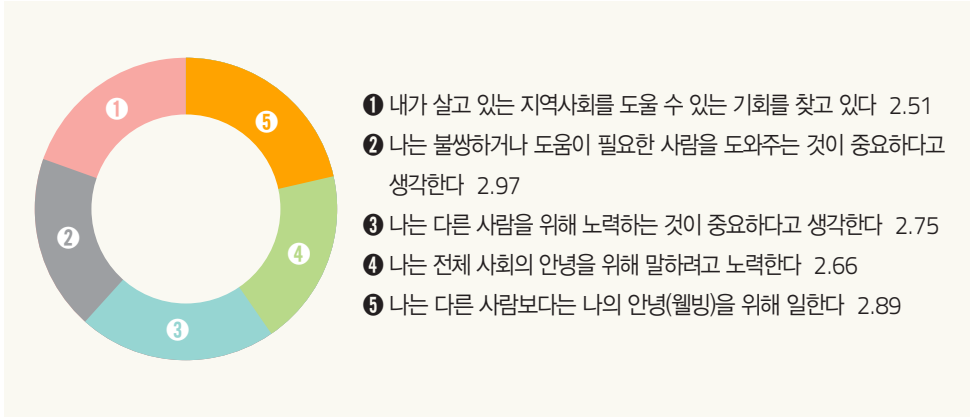 ❶
❺
❷
❹
❸
❶ 내가 살고 있는 지역사회를 도울 수 있는 기회를 찾고 있다 2.51
❷ 나는 불쌍하거나 도움이 필요한 사람을 도와주는 것이 중요하다고
생각한다 2.97
❸ 나는 다른 사람을 위해 노력하는 것이 중요하다고 생각한다 2.75
❹ 나는 전체 사회의 안녕을 위해 말하려고 노력한다 2.66
❺ 나는 다른 사람보다는 나의 안녕(웰빙)을 위해 일한다 2.89